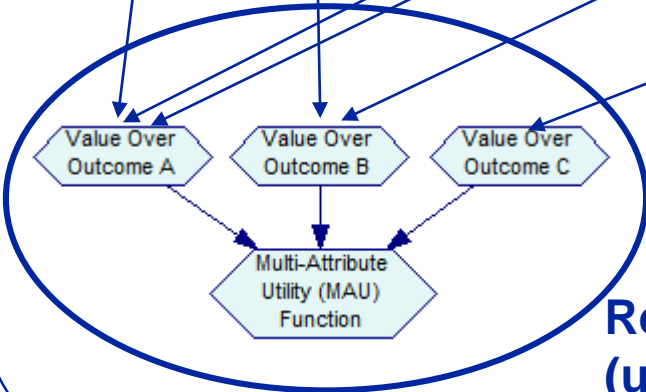 Value Over
Outcome A
Value Over
Outcome B
Value Over
Outcome C
Multi-Attribute
Utility (MAU)
Function